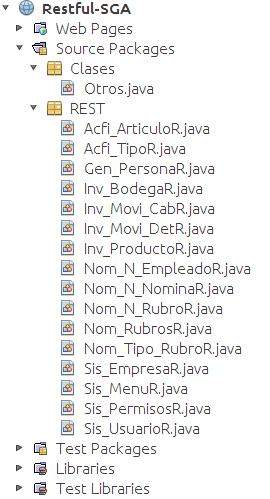 Restful-SGA
Web Pages
Source Packages
Clases
Otros.java
REST
Acfi_ArticuloR.java
Acfi_TipoR.java
Gen_PersonaR.java
Inv_BodegaR.java
Inv_Movi_CabR.java
Inv_Movi_DetR.java
Inv_ProductoR.java
Nom_N_EmpleadoR.java
Nom_N_NominaR.java
Nom_N_RubroR.java
Nom_RubrosR.java
Nom_Tipo_RubroR.java
Sis_EmpresaR.java
Sis_MenuR.java
Sis_PermisosR.java
Sis_UsuarioR.java
Test Packages
Libraries
Test Libraries